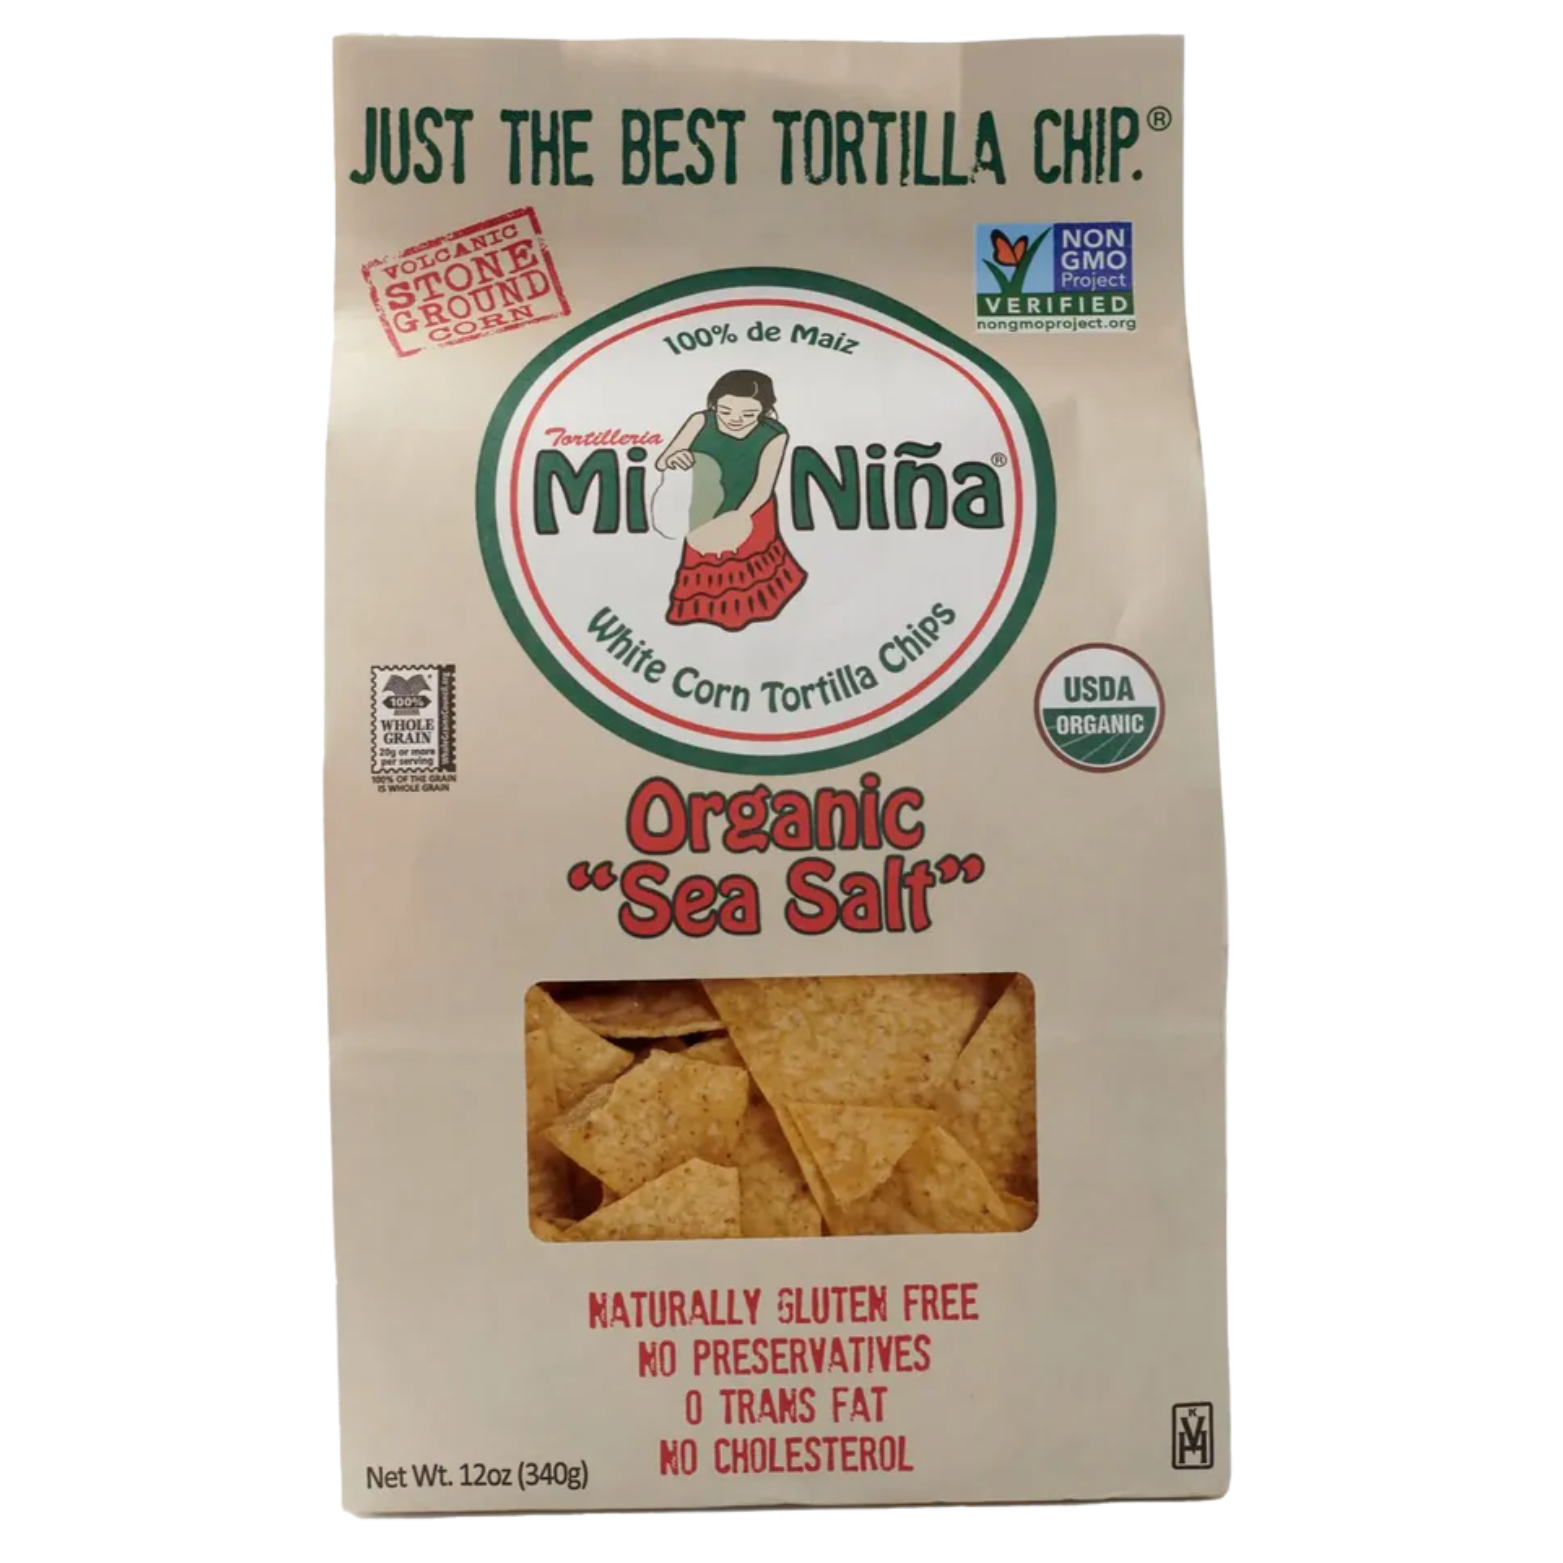 JUST THE BEST TORTILLA CHIP.®
VOLCANIC
STONE
GROUND
CORN
NON
GMO
Project
VERIFIED
nongmoproject.org
100% de Maiz
Tortilleria
Mi Niña®
White Corn Tortilla Chips
100%
WHOLE
GRAIN
20g or more
per serving
100% OF THE GRAIN
IS WHOLE GRAIN
USDA
ORGANIC
Organic
“Sea Salt”
NATURALLY GLUTEN FREE
NO PRESERVATIVES
0 TRANS FAT
NO CHOLESTEROL
Net Wt. 12oz (340g)
K
VH